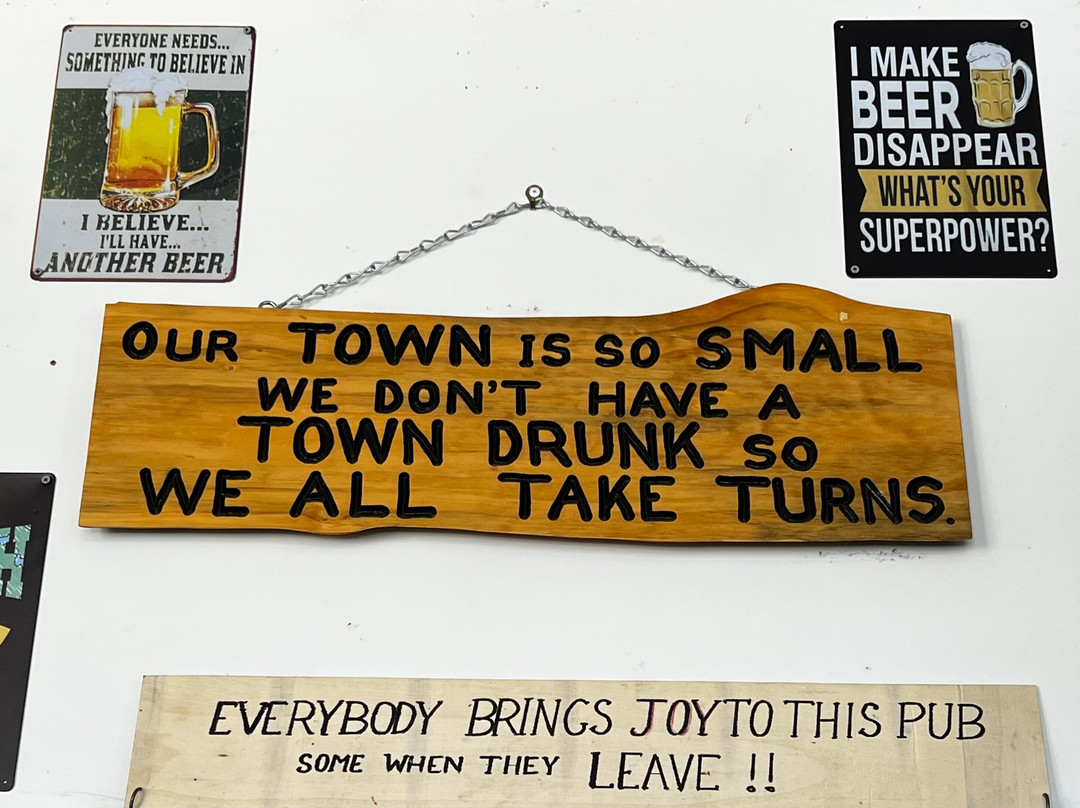 EVERYONE NEEDS...
SOMETHING TO BELIEVE IN
I BELIEVE...
I'LL HAVE...
ANOTHER BEER
I MAKE
BEER
DISAPPEAR
WHAT'S YOUR
SUPERPOWER?
OUR TOWN IS SO SMALL
WE DON'T HAVE A
TOWN DRUNK SO
WE ALL TAKE TURNS.
EVERYBODY BRINGS JOY TO THIS PUB
SOME WHEN THEY LEAVE !!